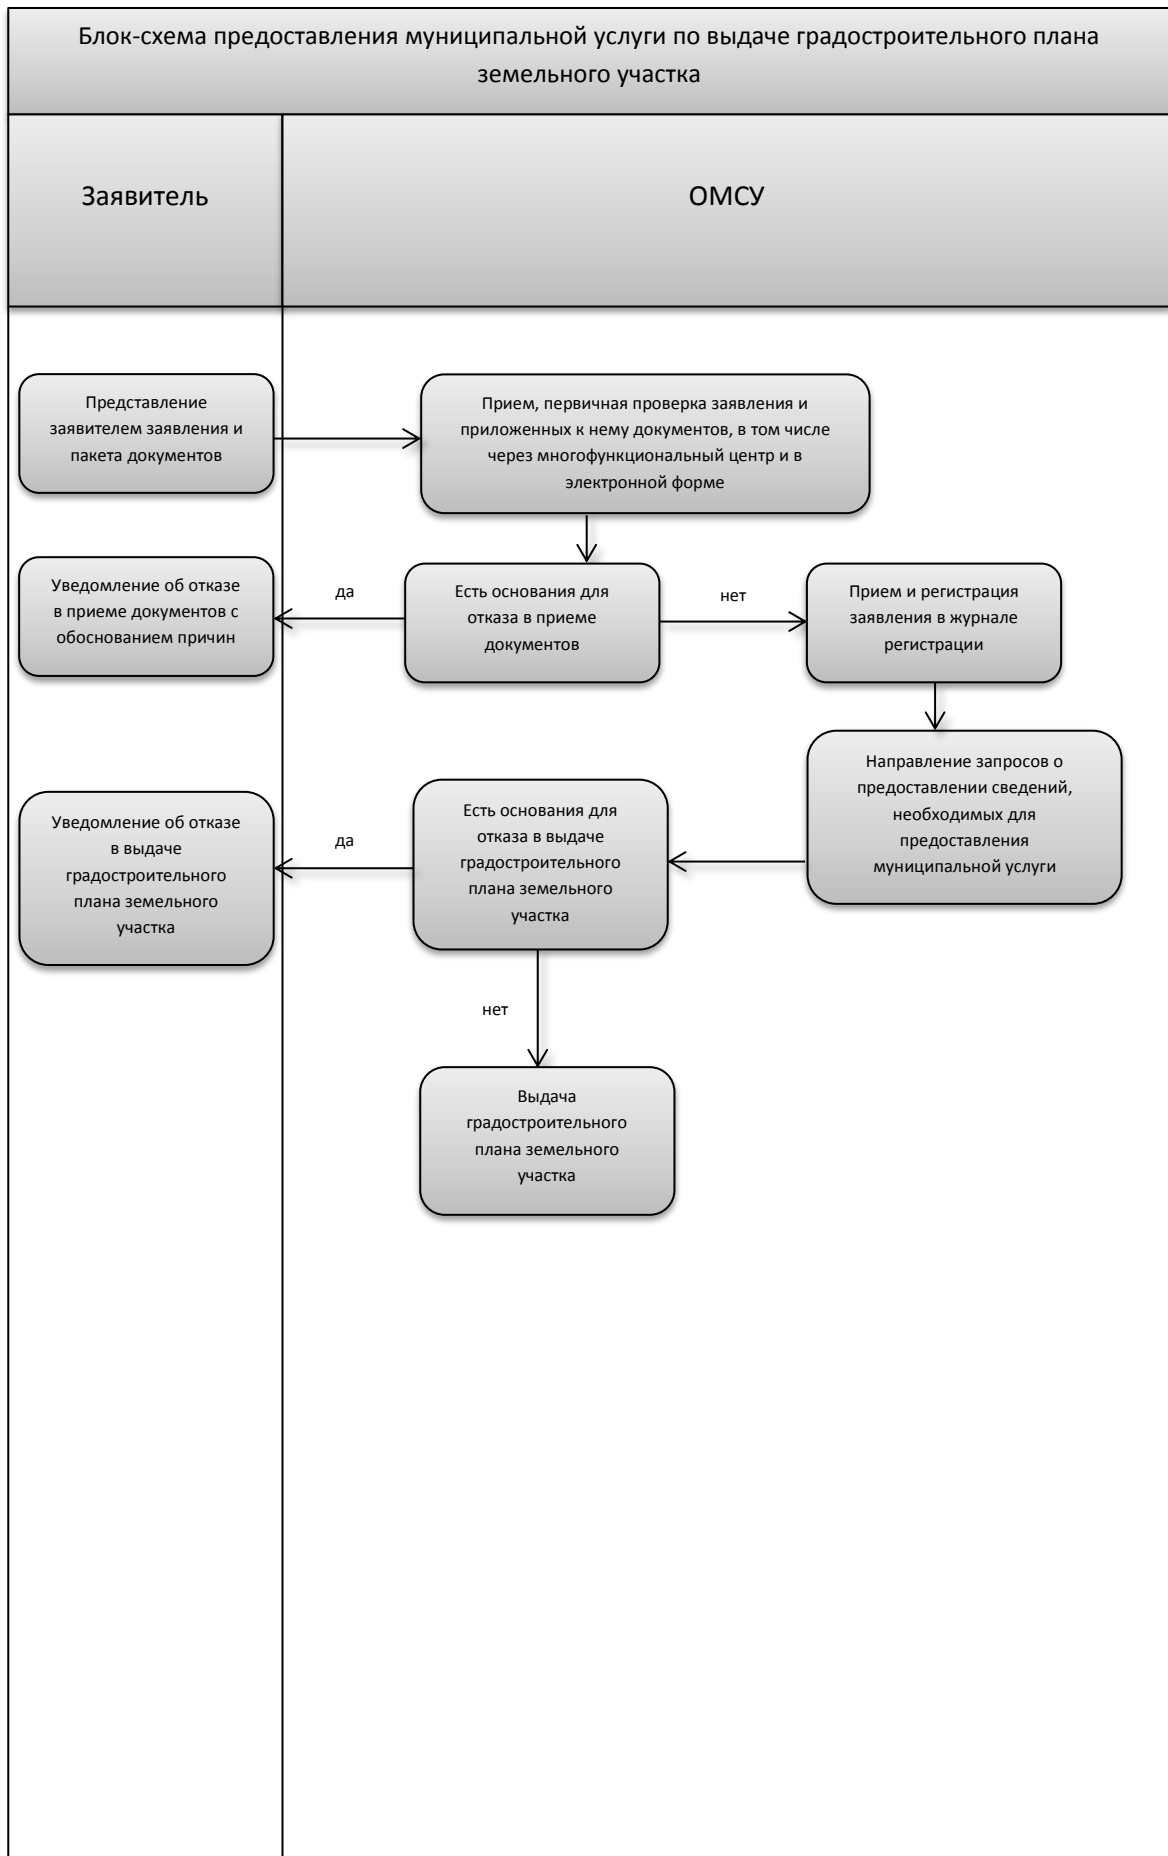 Блок-схема предоставления муниципальной услуги по выдаче градостроительного плана
земельного участка
Заявитель
ОМСУ
Представление
заявителем заявления и
пакета документов
Прием, первичная проверка заявления и
приложенных к нему документов, в том числе
через многофункциональный центр и в
электронной форме
Уведомление об отказе
в приеме документов с
обоснованием причин
да
Есть основания для
отказа в приеме
документов
нет
Прием и регистрация
заявления в журнале
регистрации
Направление запросов о
предоставлении сведений,
необходимых для
предоставления
муниципальной услуги
Есть основания для
отказа в выдаче
градостроительного
плана земельного
участка
да
Уведомление об отказе
в выдаче
градостроительного
плана земельного
участка
нет
Выдача
градостроительного
плана земельного
участка